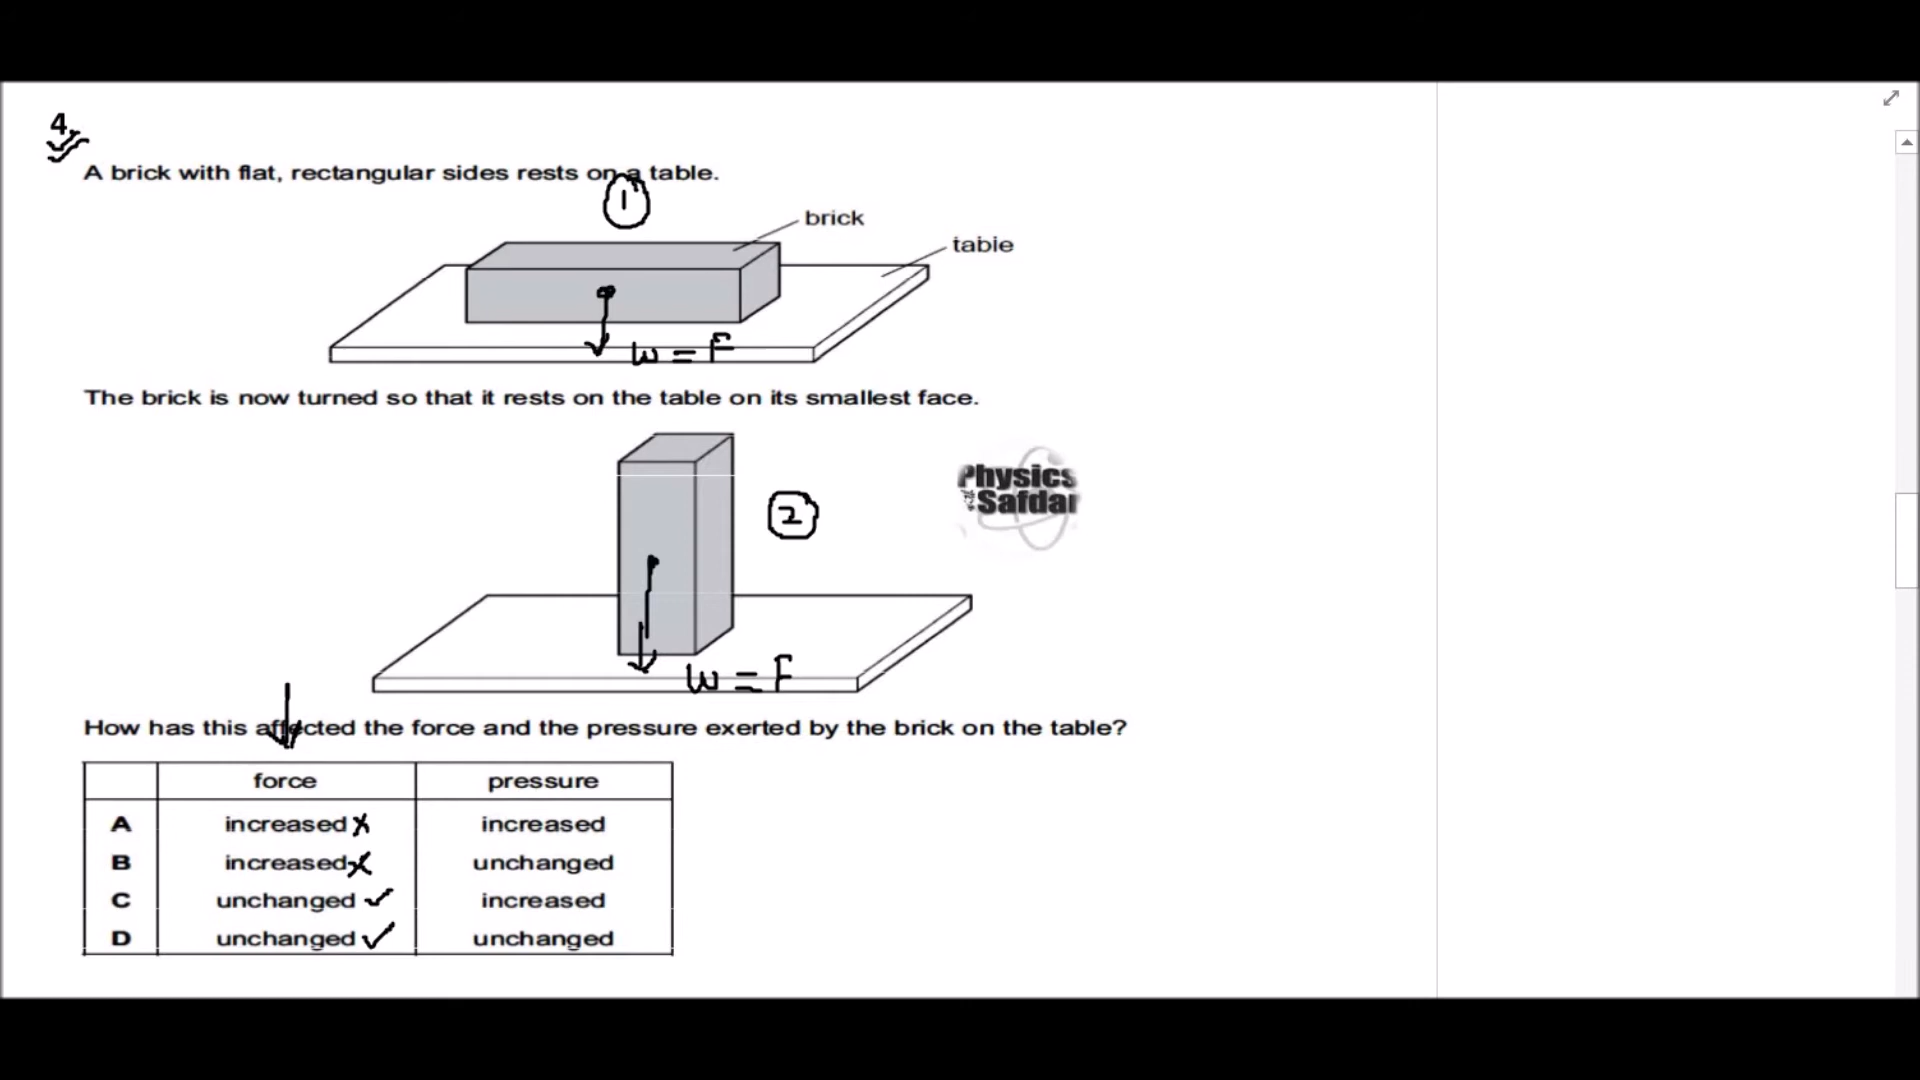 4.
A brick with flat, rectangular sides rests on a table.
1
brick
table
W = F
The brick is now turned so that it rests on the table on its smallest face.
Physics
Safdar
2
W = F
How has this affected the force and the pressure exerted by the brick on the table?
force pressure
A increased x increased
B increased x unchanged
C unchanged ✓ increased
D unchanged ✓ unchanged